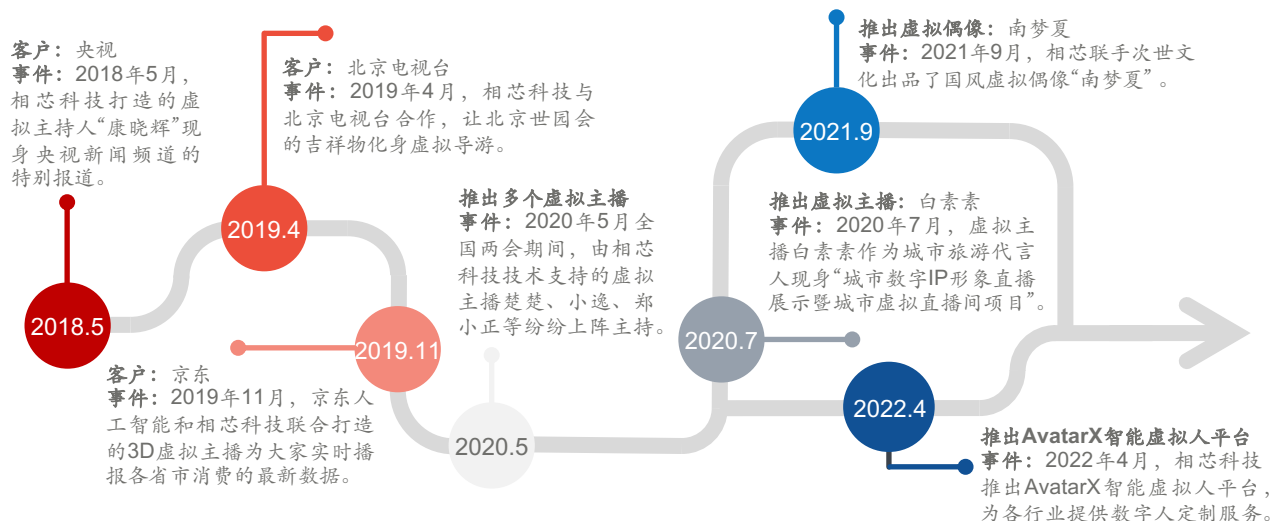 客户：央视
事件：2018年5月，
相芯科技打造的虚
拟主持人“康晓辉”现
身央视新闻频道的
特别报道。
2018.5
客户：北京电视台
事件：2019年4月，相芯科技与
北京电视台合作，让北京世园会
的吉祥物化身虚拟导游。
2019.4
2019.11
客户：京东
事件：2019年11月，京东人
工智能和相芯科技联合打造
的3D虚拟主播为大家实时播
报各省市消费的最新数据。
推出多个虚拟主播
事件：2020年5月全
国两会期间，由相芯
科技技术支持的虚拟
主播楚楚、小逸、郑
小正等纷纷上阵主持。
2020.5
推出虚拟主播：白素素
事件：2020年7月，虚拟主
播白素素作为城市旅游代言
人现身“城市数字IP形象直播
展示暨城市虚拟直播间项目”。
2020.7
推出虚拟偶像：南梦夏
事件：2021年9月，相芯联手次世文
化出品了国风虚拟偶像“南梦夏”。
2021.9
2022.4
推出AvatarX智能虚拟人平台
事件：2022年4月，相芯科技
推出AvatarX智能虚拟人平台，
为各行业提供数字人定制服务。